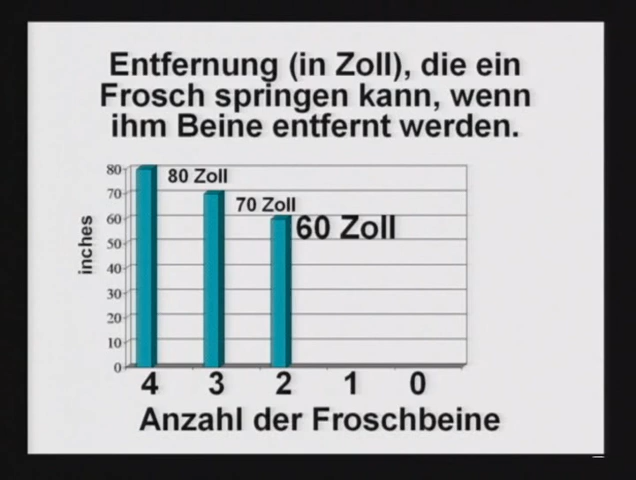 Entfernung (in Zoll), die ein
Frosch springen kann, wenn
ihm Beine entfernt werden.
80
80 Zoll
70
70 Zoll
60
60 Zoll
50
40
30
20
10
0
inches
4 3 2 1 0
Anzahl der Froschbeine